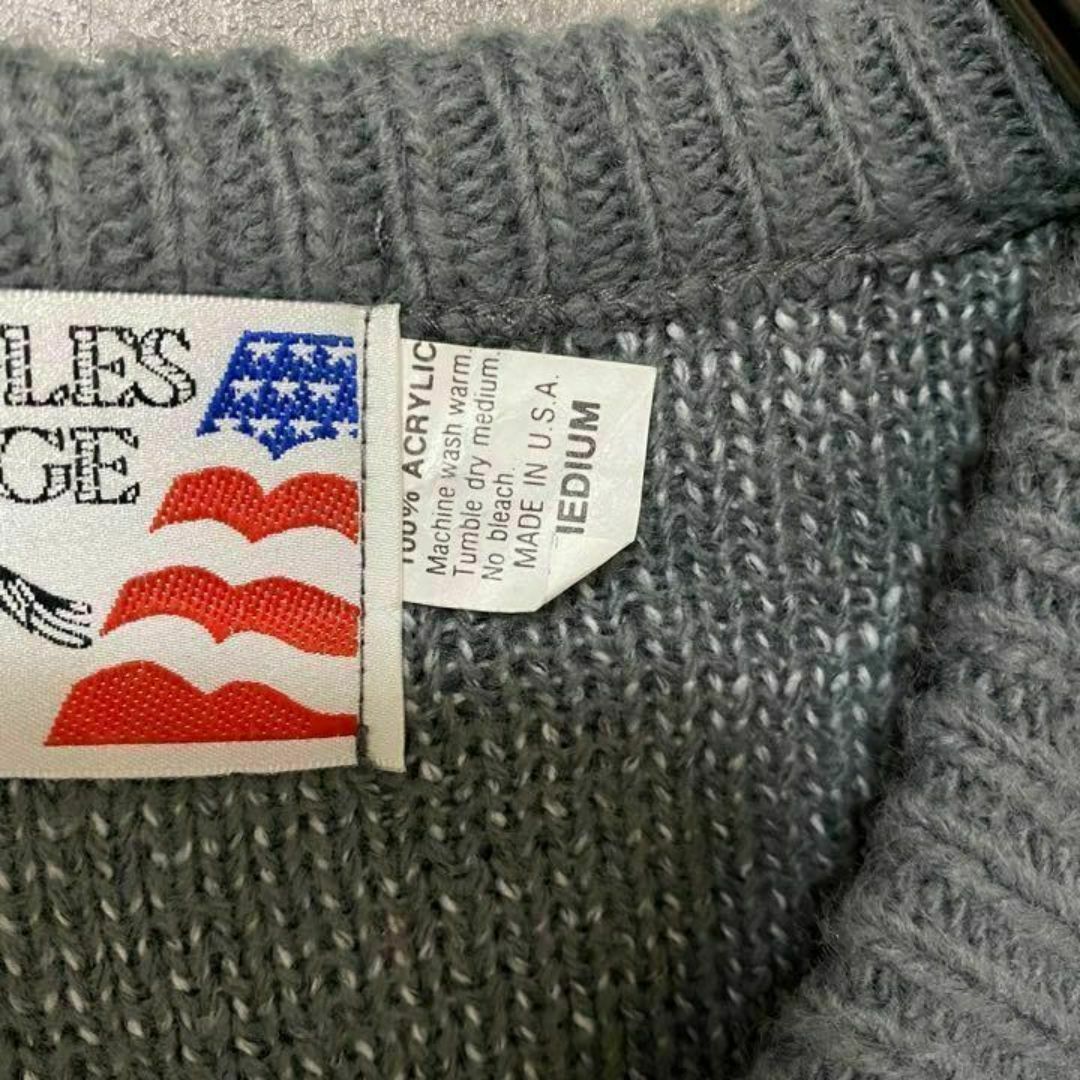 LES
GE
100% ACRYLIC
Machine wash warm.
Tumble dry medium.
No bleach.
MADE IN U.S.A.
IEDIUM